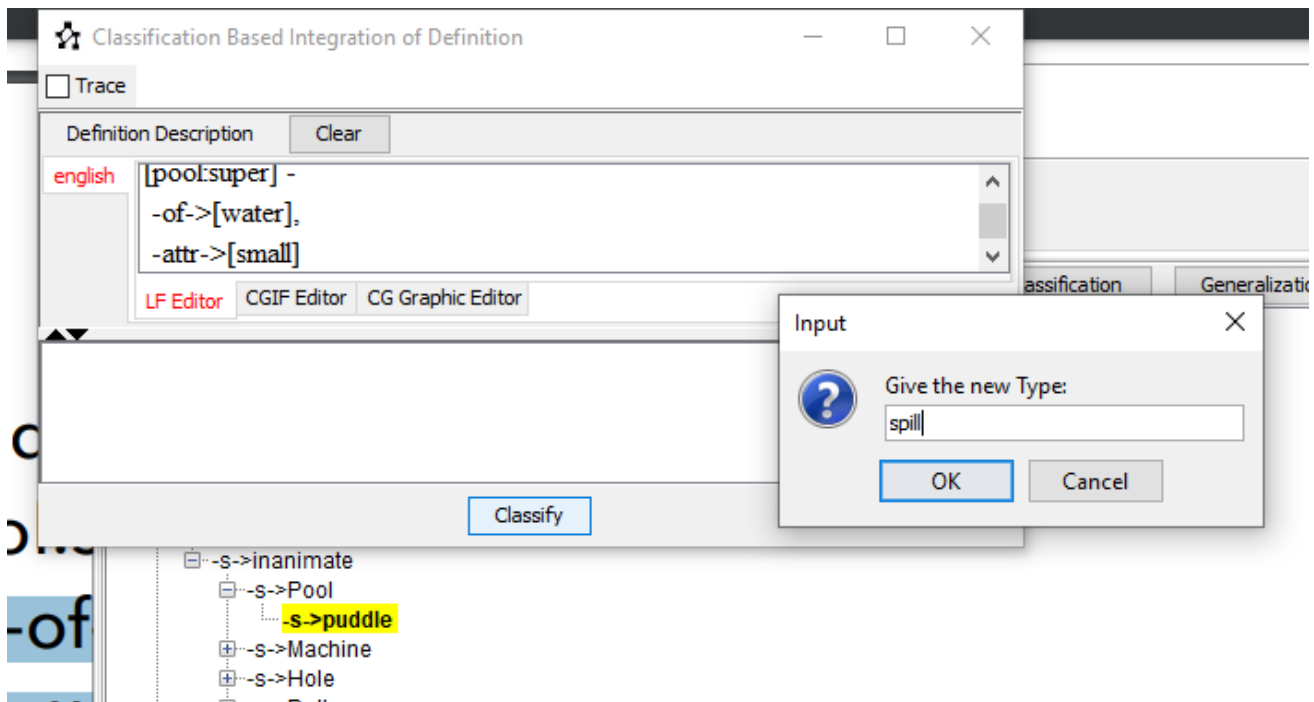 Classification Based Integration of Definition
Trace
Definition Description
Clear
english
[pool:super] -
-of->[water],
-attr->[small]
LF Editor
CGIF Editor
CG Graphic Editor
assification
Generalizatio
Input
Give the new Type:
spill
OK
Cancel
Classify
-s->inanimate
-s->Pool
-s->puddle
-of
-s->Machine
-s->Hole